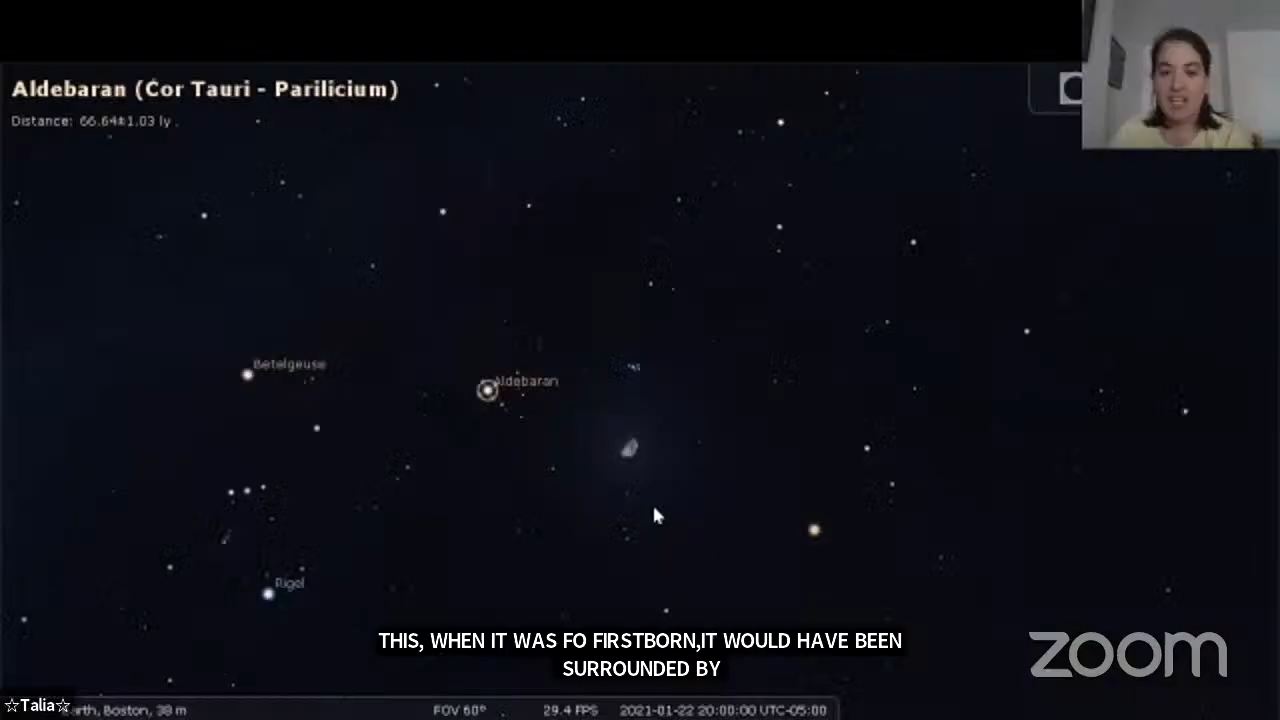 Aldebaran (Cor Tauri - Parilicium)
Distance: 66.64±1.03 ly
Betelgeuse
Aldebaran
Rigel
THIS, WHEN IT WAS FO FIRSTBORN,IT WOULD HAVE BEEN
SURROUNDED BY
zoom
☆Talia☆
arth, Boston, 38 m
FOV 60°
29.4 FPS
2021-01-22 20:00:00 UTC-05:00